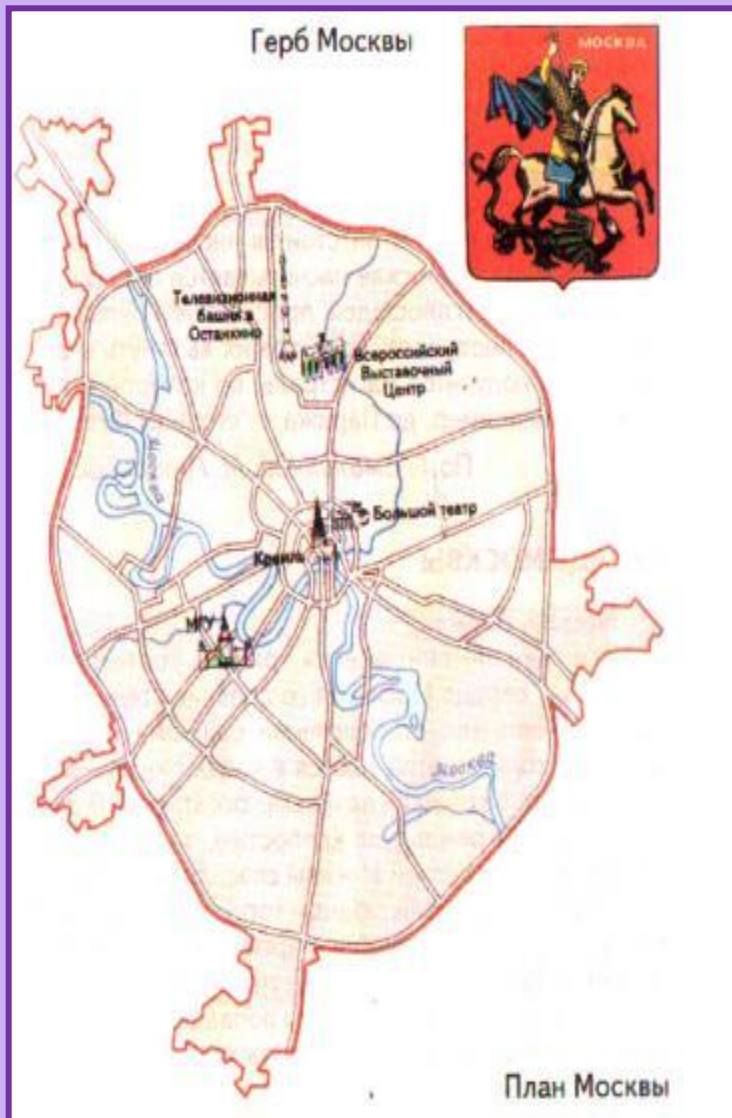 Герб Москвы
МОСКВА
Телевизионная
башня в
Останкино
Всероссийский
Выставочный
Центр
Москва
Большой театр
Кремль
МГУ
Москва
План Москвы